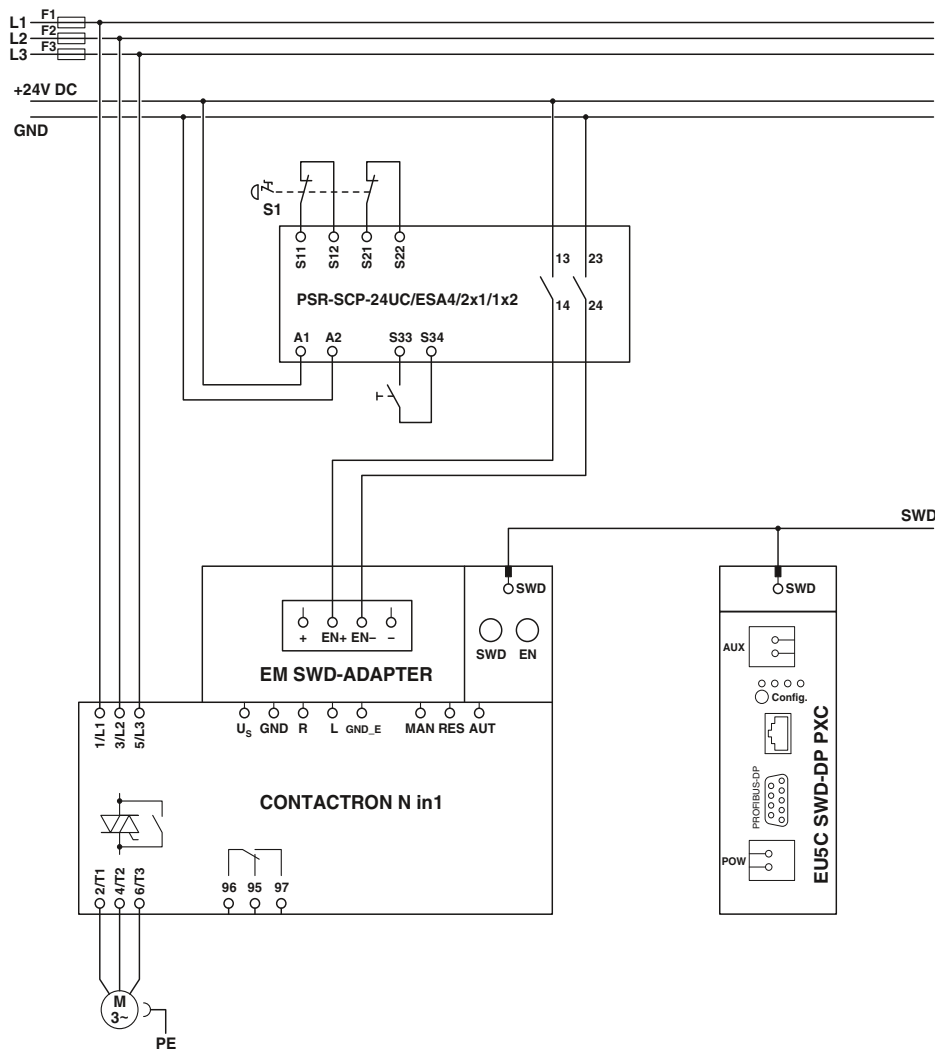 L1 F1
L2 F2
L3 F3
+24V DC
GND
S1
S11 S12 S21 S22
13 23
PSR-SCP-24UC/ESA4/2x1/1x2
14 24
A1 A2 S33 S34
SWD
SWD
SWD
+ EN+ EN– –
SWD EN
EM SWD-ADAPTER
AUX
Config.
PROFIBUS-DP
POW
EU5C SWD-DP PXC
1/L1 3/L2 5/L3
US GND R L GND_E MAN RES AUT
CONTACTRON N in1
2/T1 4/T2 6/T3
96 95 97
M
3~
PE